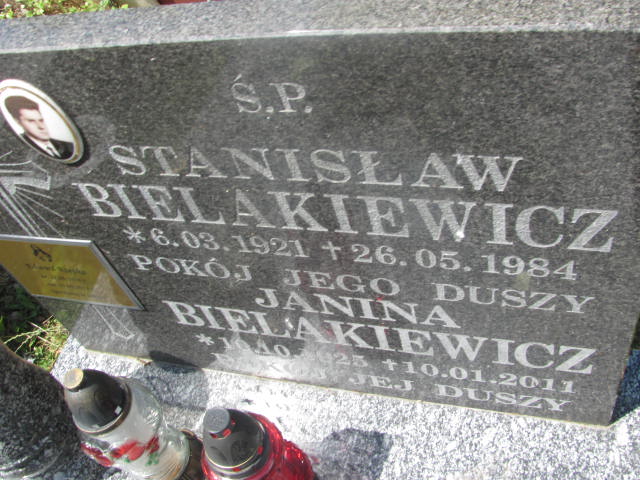 Ś.P.
STANISŁAW
BIELAKIEWICZ
*6.03.1921 +26.05.1984
POKÓJ JEGO DUSZY
JANINA
BIELAKIEWICZ
+10.01.2011
JEJ DUSZY